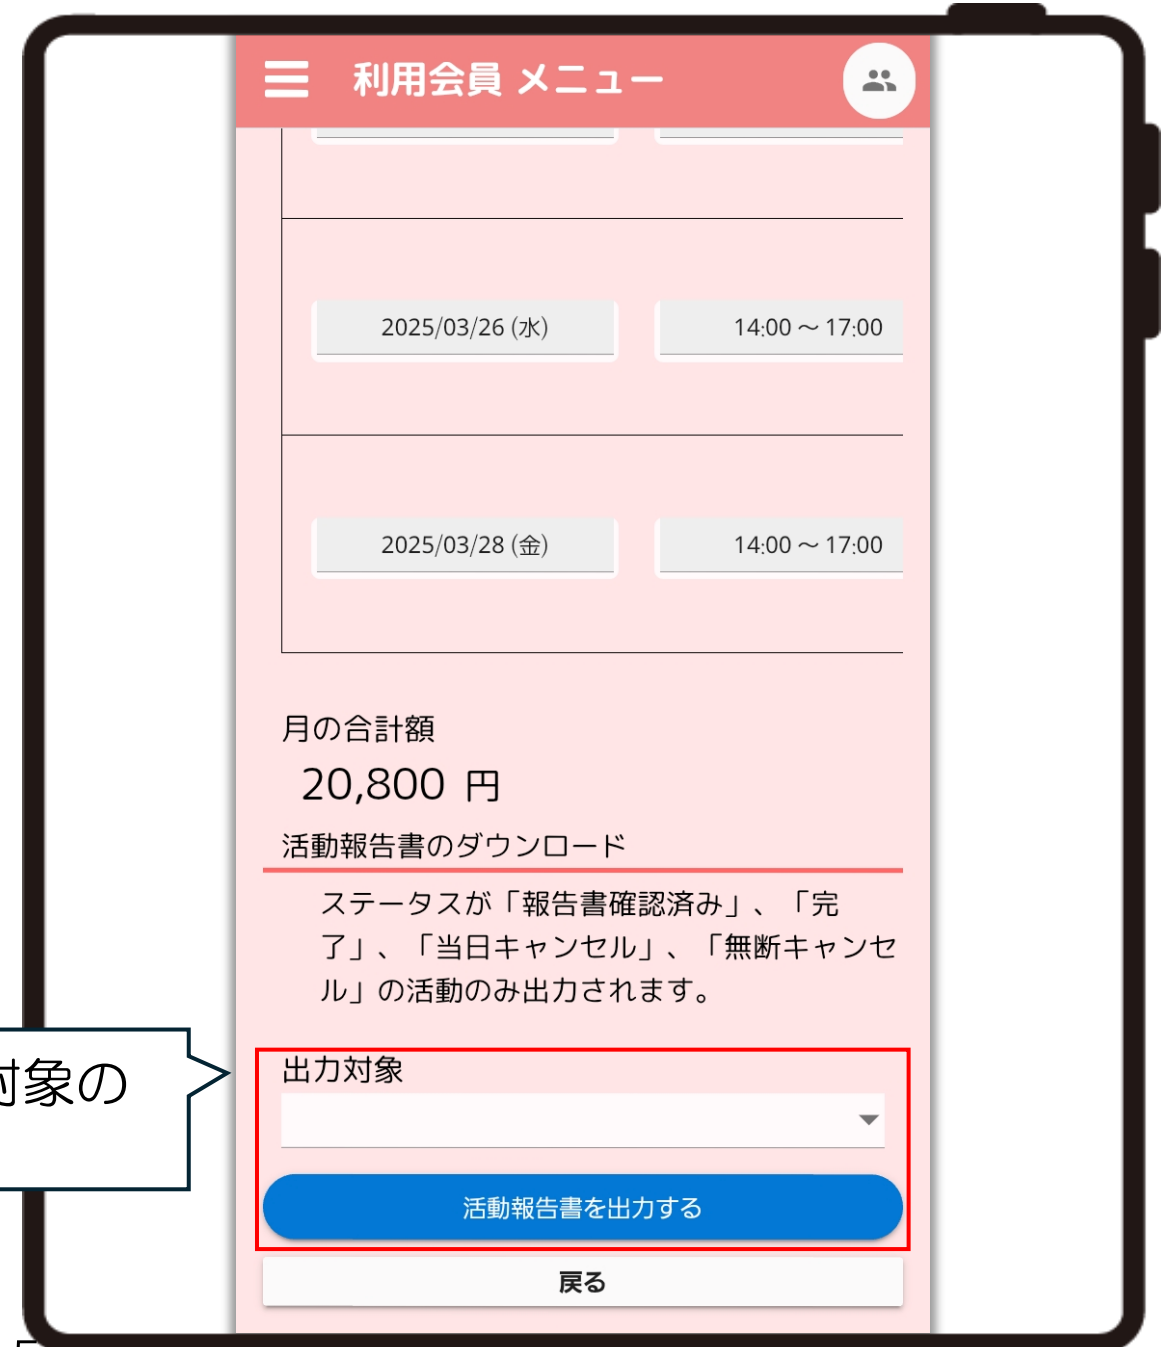 利用会員 メニュー
2025/03/26 (水) 14:00 ～ 17:00
2025/03/28 (金) 14:00 ～ 17:00
月の合計額
20,800 円
活動報告書のダウンロード
ステータスが「報告書確認済み」、「完
了」、「当日キャンセル」、「無断キャンセ
ル」の活動のみ出力されます。
対象の
出力対象
活動報告書を出力する
戻る